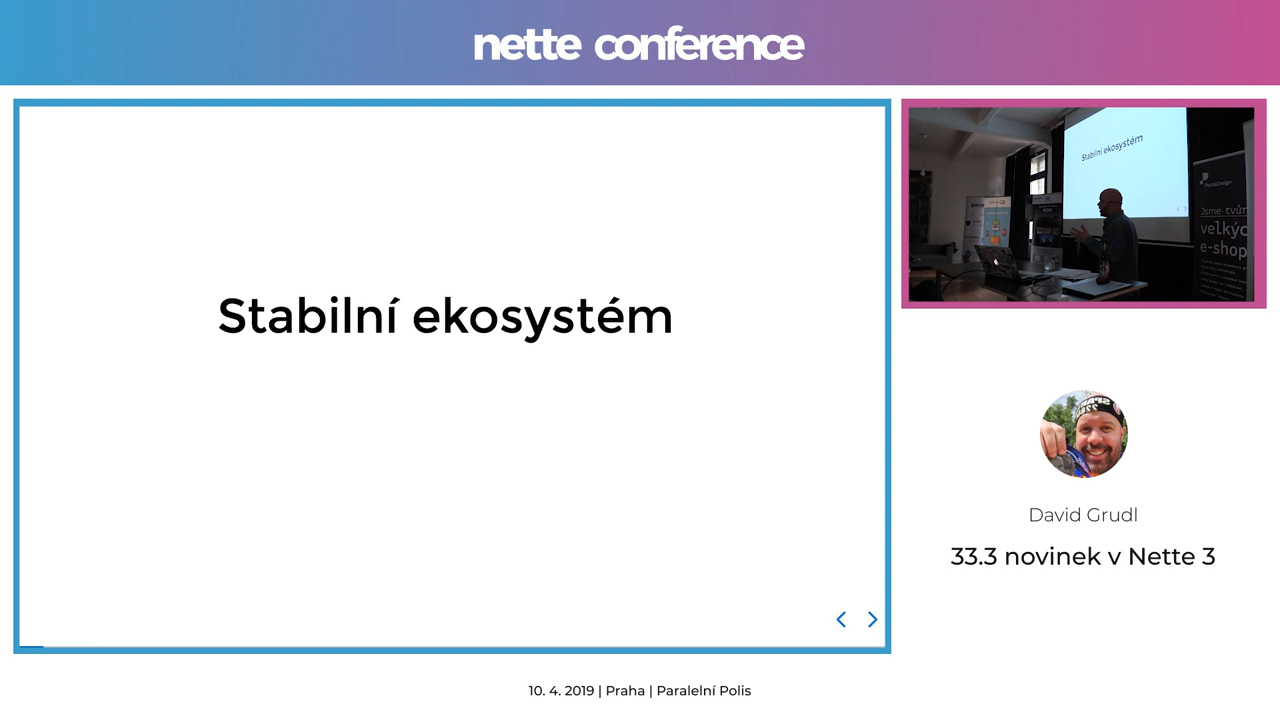 nette conference
Stabilní ekosystém
Stabilní ekosystém
Jsme tvůr
velkýc
e-shop
David Grudl
33.3 novinek v Nette 3
10. 4. 2019 | Praha | Paralelní Polis